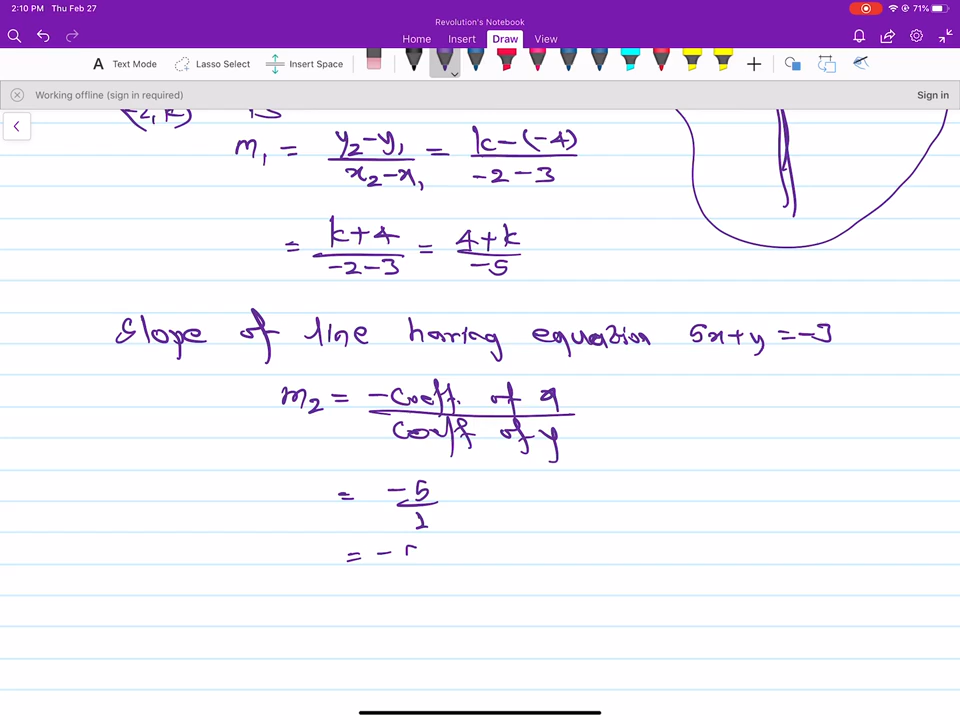 2:10 PM Thu Feb 27
71%
Revolution's Notebook
Home Insert Draw View
A Text Mode Lasso Select Insert Space
Working offline (sign in required) Sign in
(-2, k) is
m₁ = y₂-y₁/x₂-x₁ = k-(-4)/-2-3
= k+4/-2-3 = 4+k/-5
Slope of line having equation 5x+y=-3
m₂ = -coeff. of x/coeff of y
= -5/1
= -